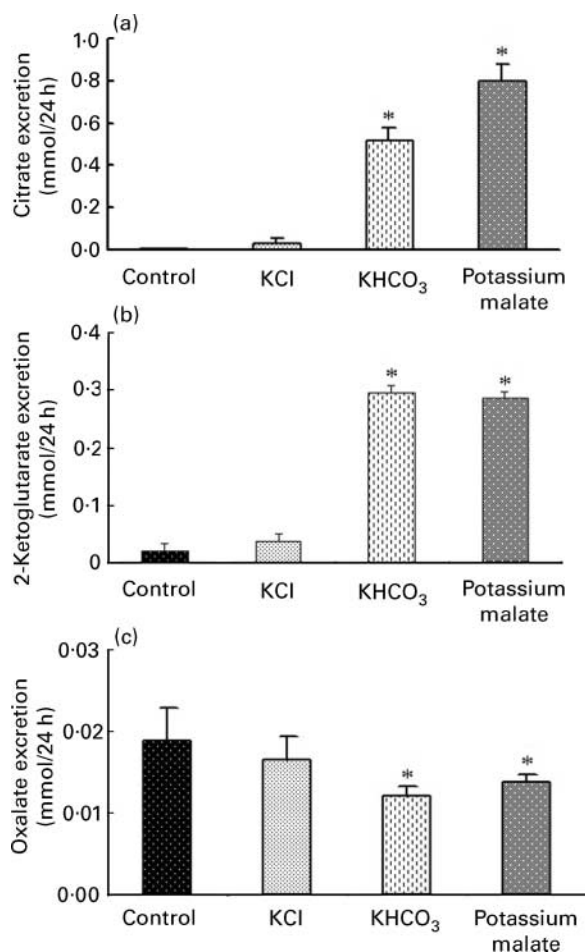 (a)
Citrate excretion
(mmol/24 h)
1·0
0·8
0·6
0·4
0·2
0·0
*
*
Control
KCl
KHCO₃
Potassium
malate
(b)
2-Ketoglutarate excretion
(mmol/24 h)
0·4
0·3
0·2
0·1
0
*
*
Control
KCl
KHCO₃
Potassium
malate
(c)
Oxalate excretion
(mmol/24 h)
0·03
0·02
0·01
0·00
*
*
Control
KCl
KHCO₃
Potassium
malate